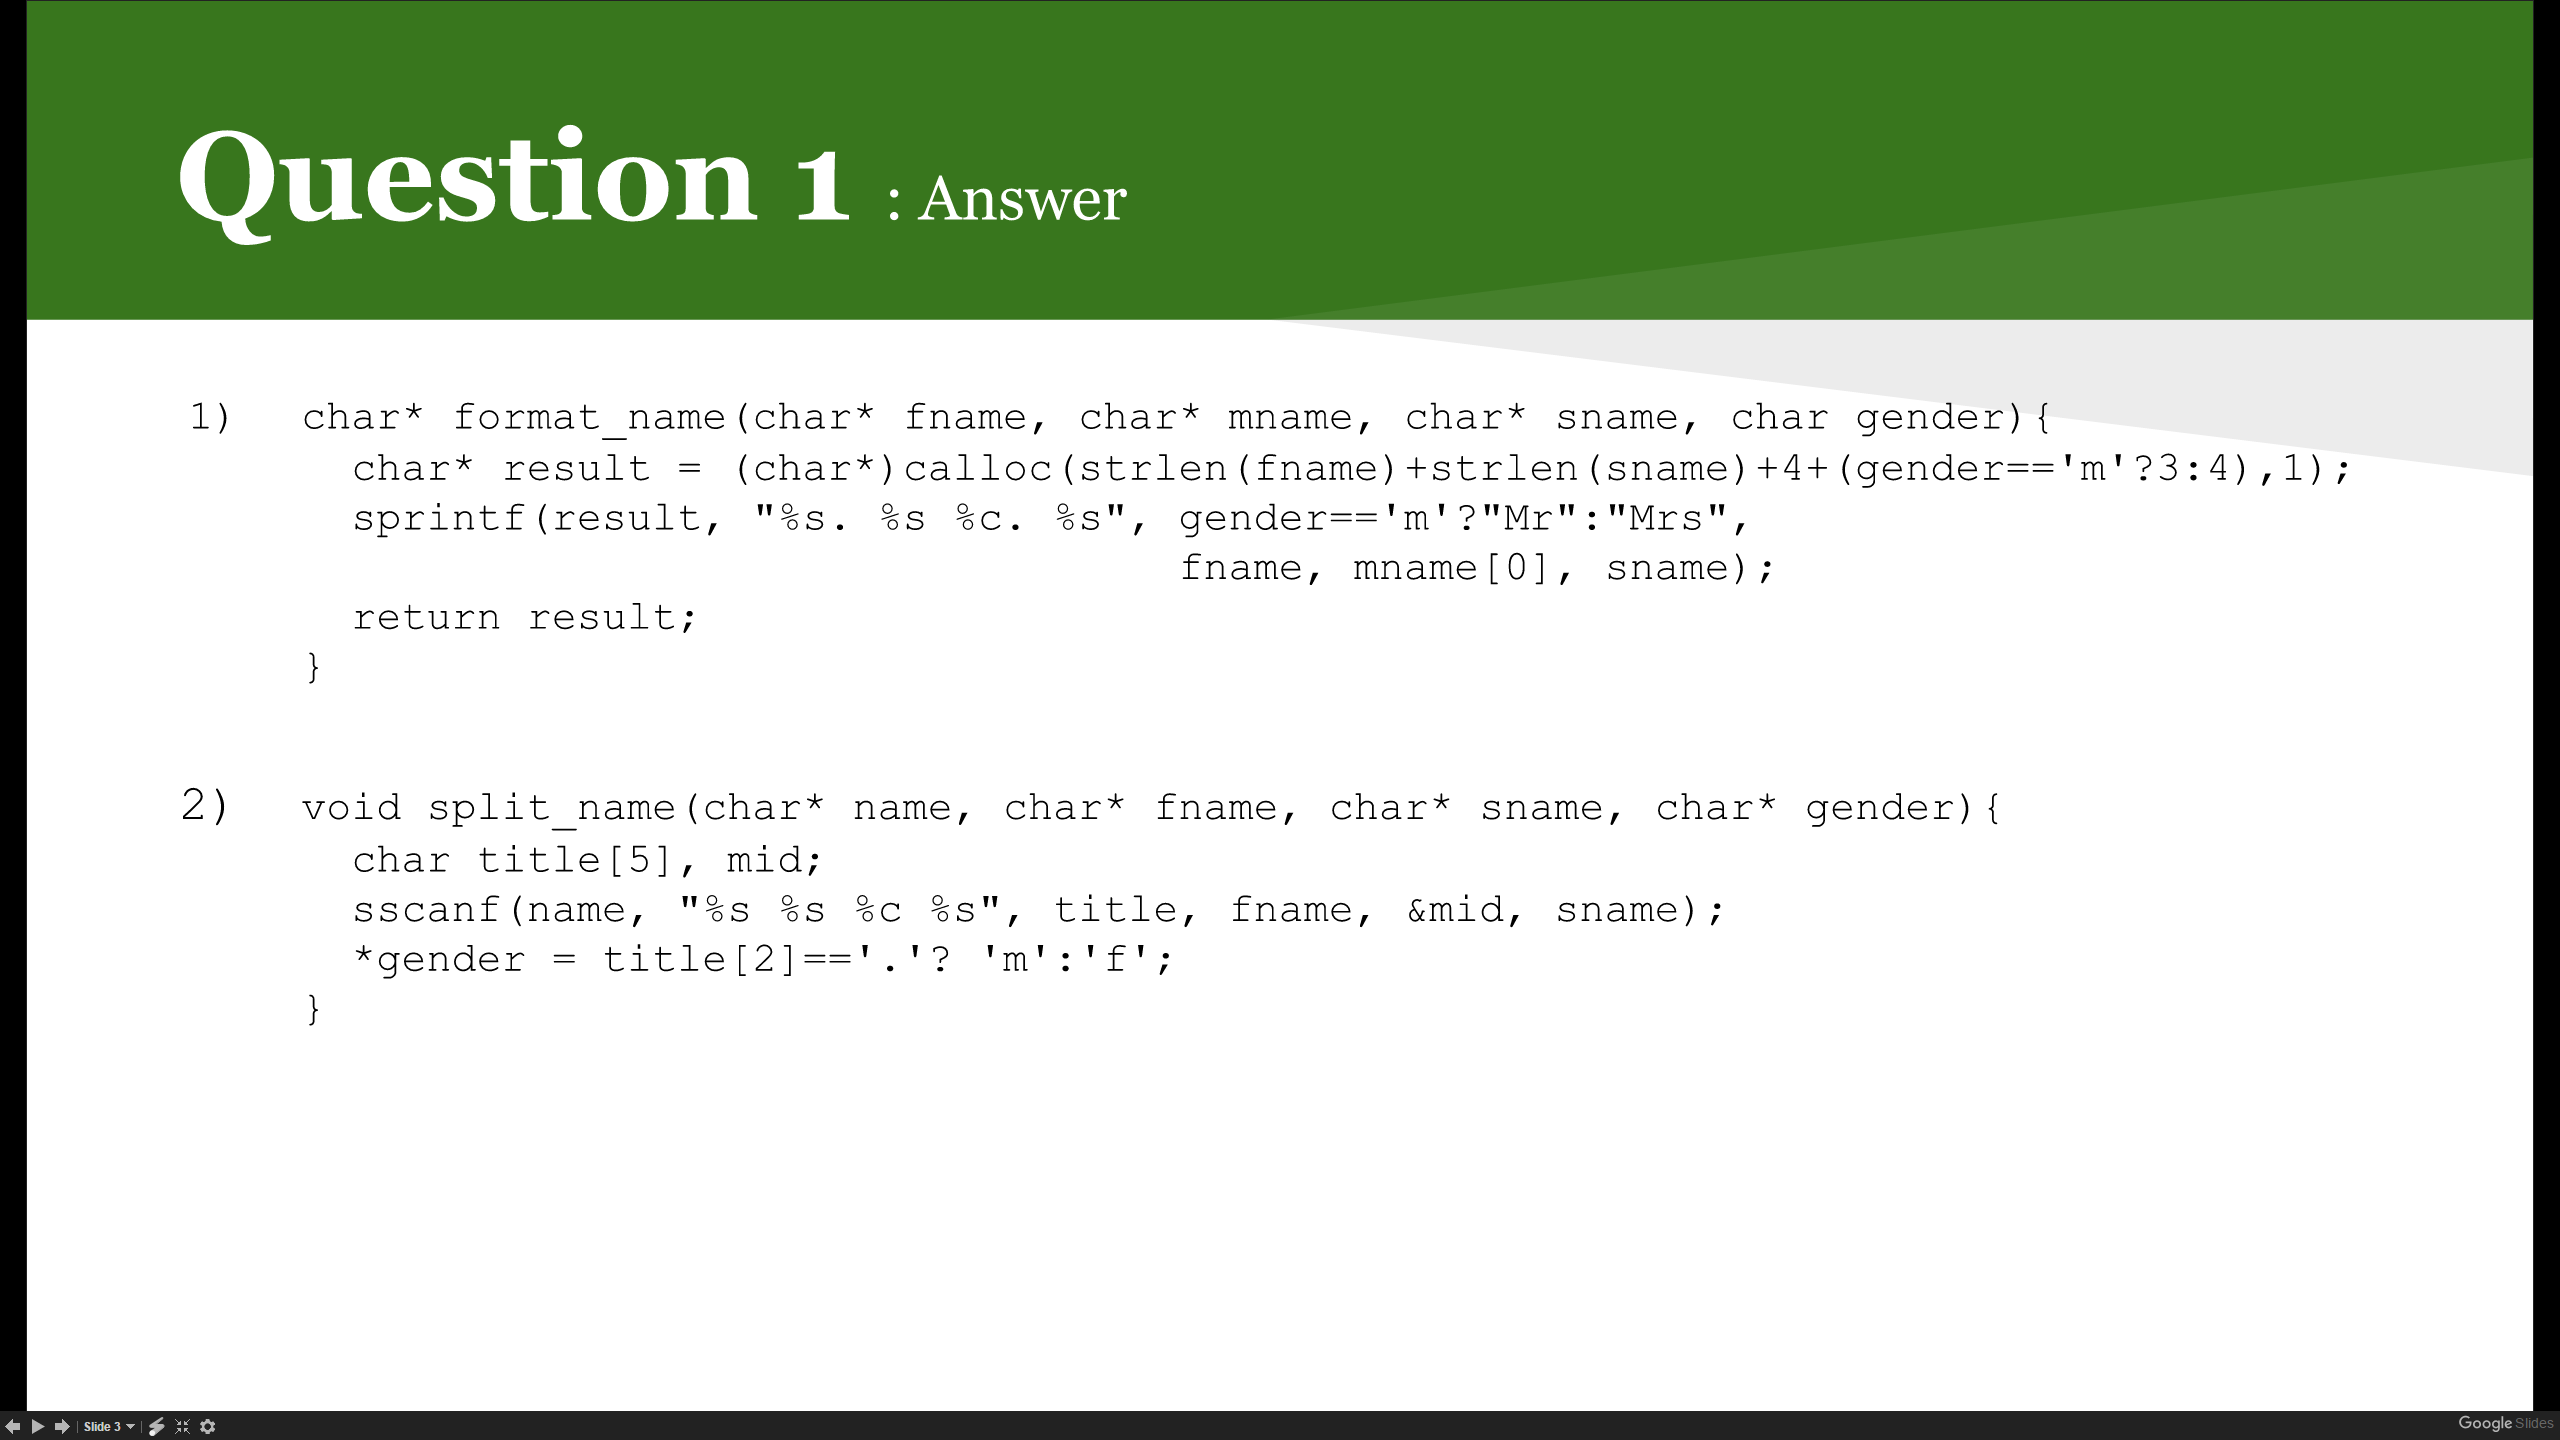 Question 1 : Answer
1) char* format_name(char* fname, char* mname, char* sname, char gender){
char* result = (char*)calloc(strlen(fname)+strlen(sname)+4+(gender=='m'?3:4),1);
sprintf(result, "%s. %s %c. %s", gender=='m'?"Mr":"Mrs",
fname, mname[0], sname);
return result;
}
2) void split_name(char* name, char* fname, char* sname, char* gender){
char title[5], mid;
sscanf(name, "%s %s %c %s", title, fname, &mid, sname);
*gender = title[2]=='.'? 'm':'f';
}
Slide 3
Google Slides